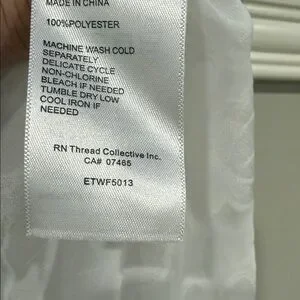 MADE IN CHINA
100%POLYESTER
MACHINE WASH COLD
SEPARATELY
DELICATE CYCLE
NON-CHLORINE
BLEACH IF NEEDED
TUMBLE DRY LOW
COOL IRON IF
NEEDED
RN Thread Collective Inc.
CA# 07465
ETWF5013